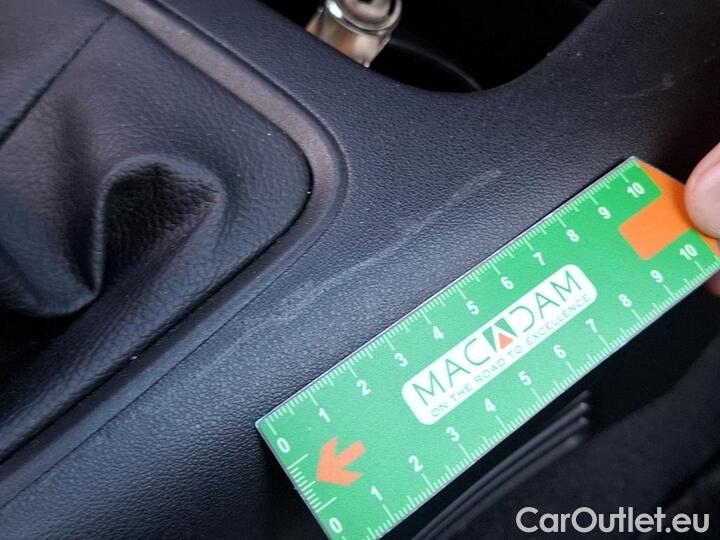 0 1 2 3 4 5 6 7 8 9 10
MACADAM
ON THE ROAD TO EXCELLENCE
0 1 2 3 4 5 6 7 8 9 10
CarOutlet.eu